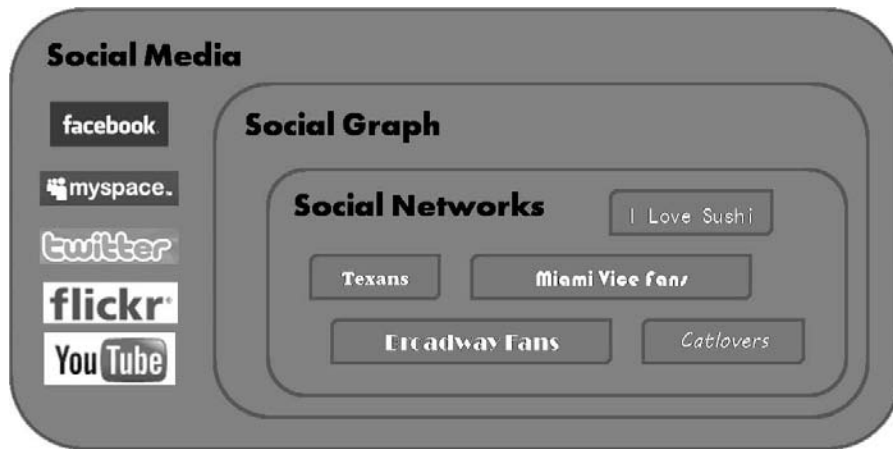 Social Media
facebook.
myspace.
twitter
flickr
YouTube
Social Graph
Social Networks
I Love Sushi
Texans
Miami Vice Fans
Broadway Fans
Catlovers